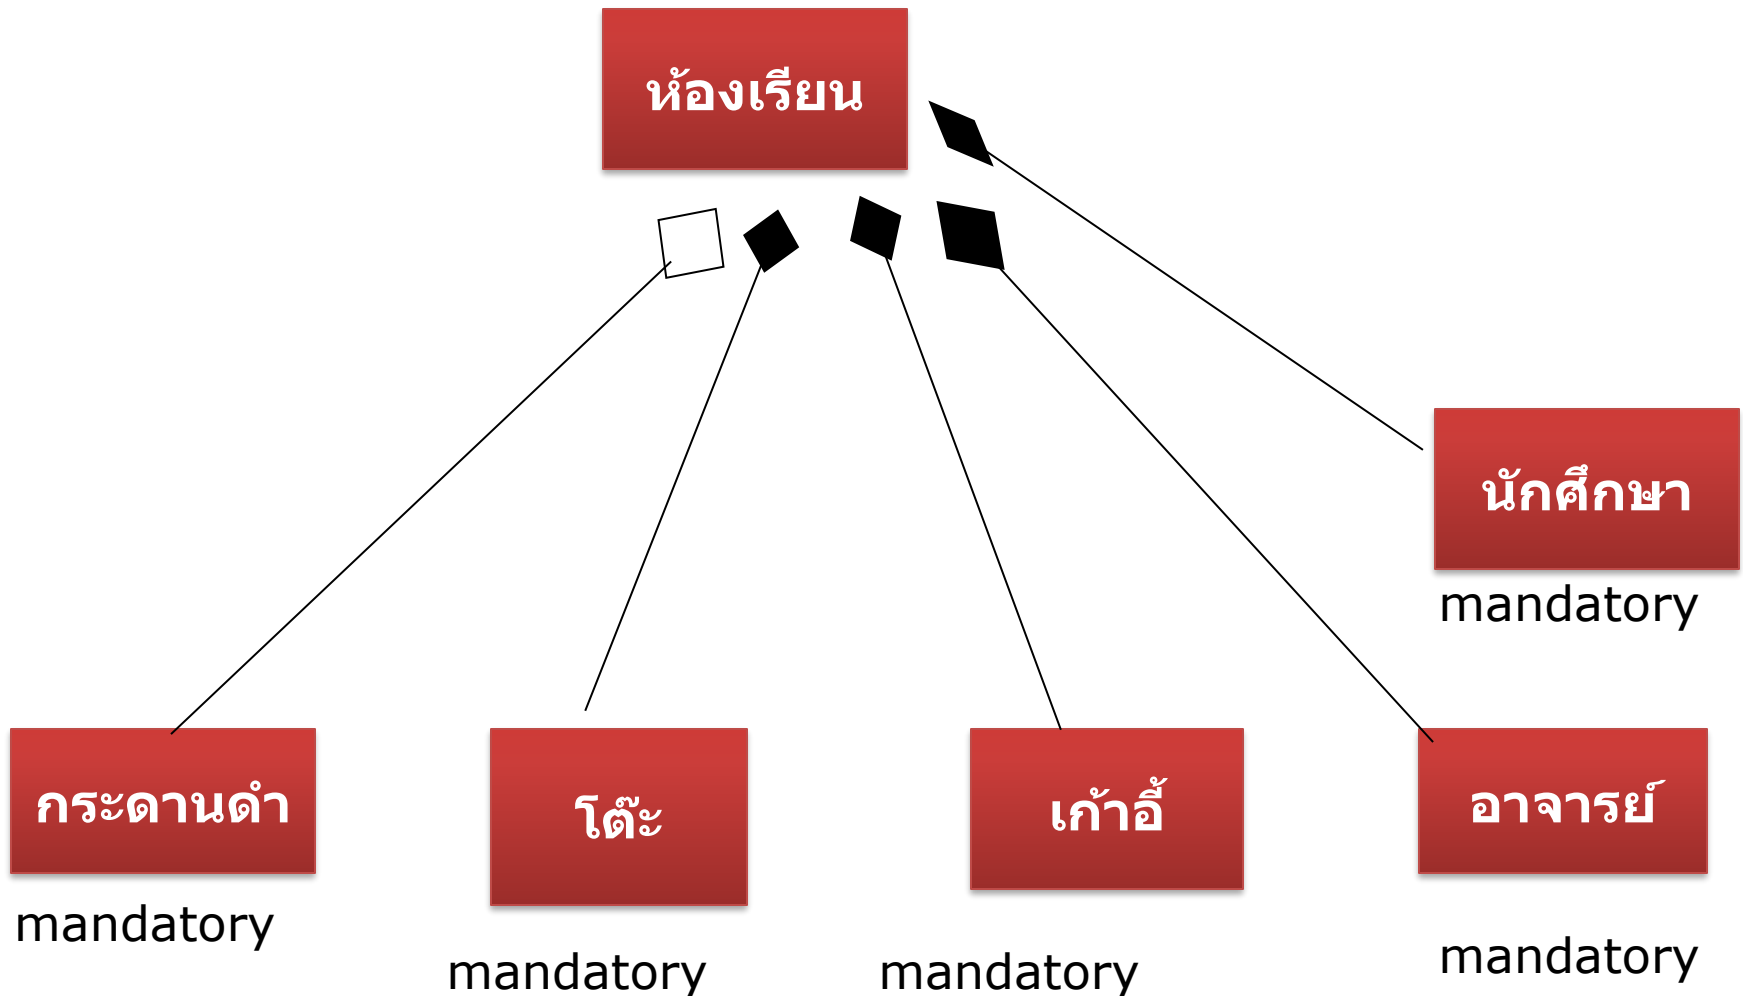 ห้องเรียน
นักศึกษา
mandatory
กระดานดำ
โต๊ะ
เก้าอี้
อาจารย์
mandatory
mandatory
mandatory
mandatory